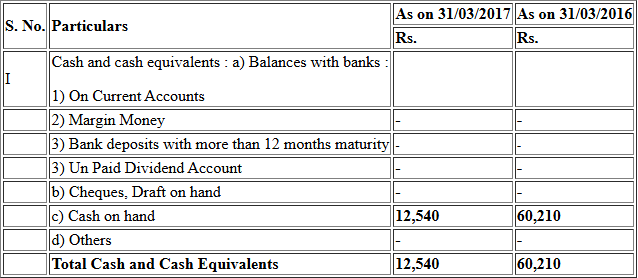 S. No. Particulars As on 31/03/2017 As on 31/03/2016
Rs. Rs.
I Cash and cash equivalents : a) Balances with banks :
1) On Current Accounts
2) Margin Money - -
3) Bank deposits with more than 12 months maturity - -
3) Un Paid Dividend Account - -
b) Cheques, Draft on hand - -
c) Cash on hand 12,540 60,210
d) Others - -
Total Cash and Cash Equivalents 12,540 60,210